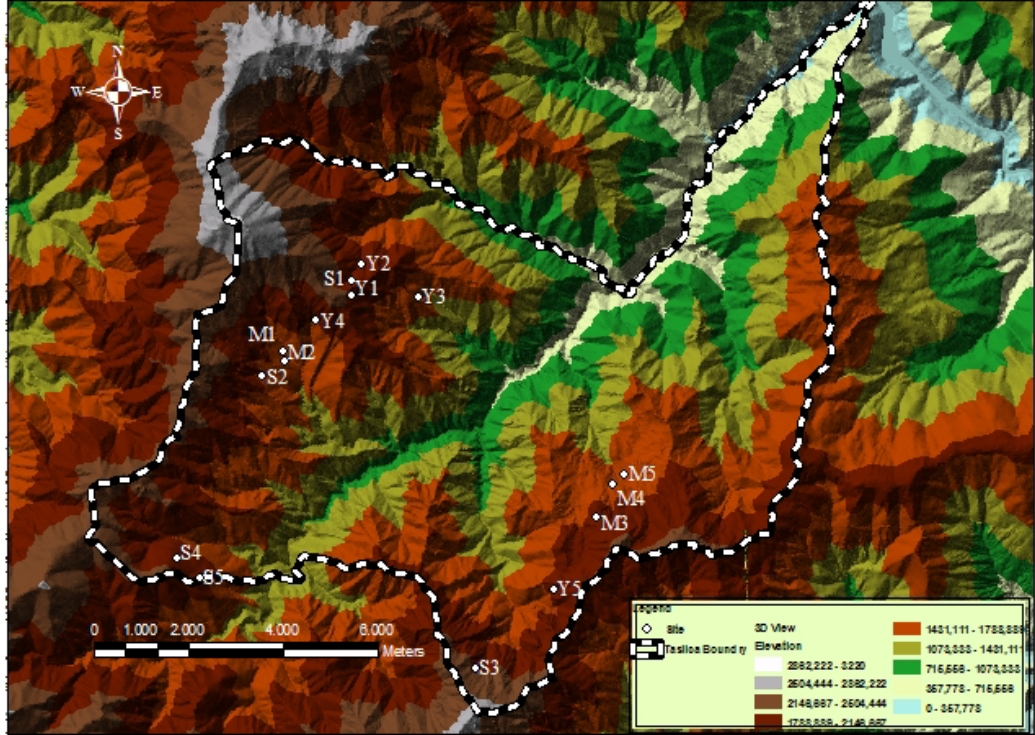 N
W E
S
Y2
S1
Y1
Y3
Y4
M1
M2
S2
M5
M4
M3
S4
S5
Y5
S3
0 1.000 2.000 4.000 6.000
Meters
Legend
Site
Taslica Boundry
3D View
Elevation
2862,222 - 3220
2504,444 - 2862,222
2146,667 - 2504,444
1788,889 - 2146,667
1431,111 - 1788,889
1073,333 - 1431,111
715,556 - 1073,333
357,778 - 715,556
0 - 357,778